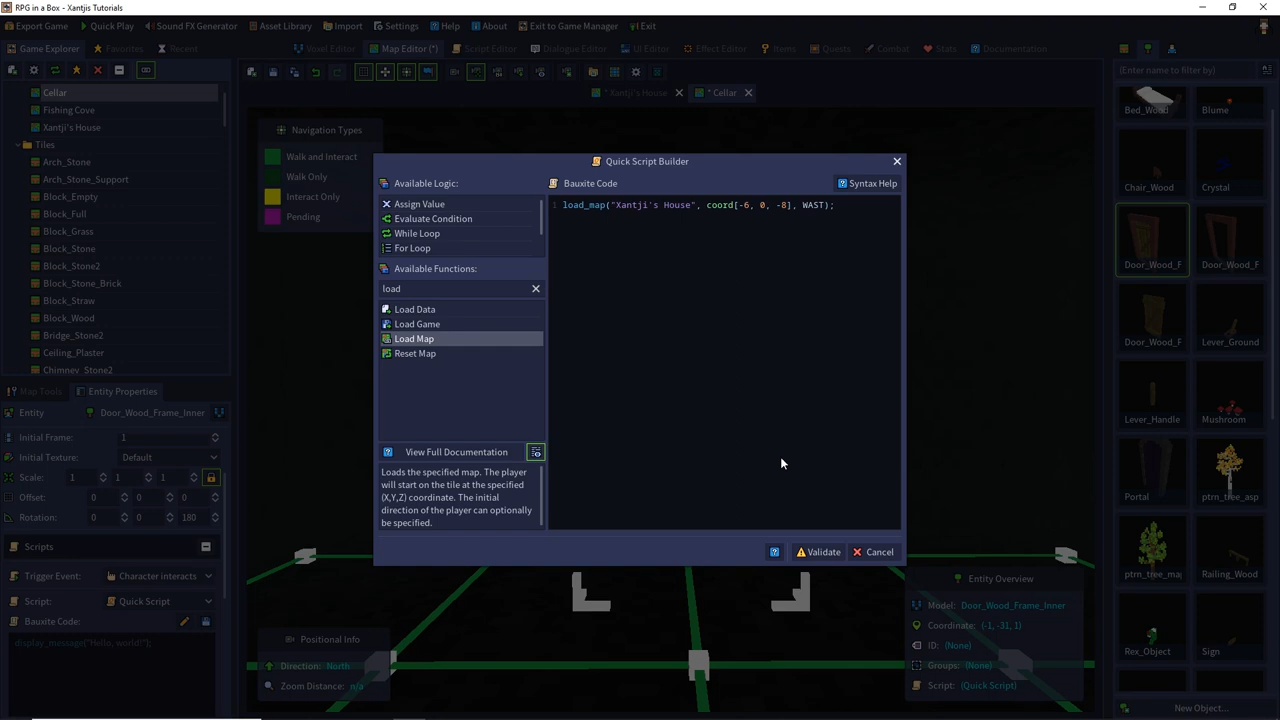 RPG in a Box - Xantjis Tutorials
Export Game Quick Play Sound FX Generator Asset Library Import Settings Help About Exit to Game Manager Exit
Game Explorer Favorites Recent
Voxel Editor Map Editor (*) Script Editor Dialogue Editor UI Editor Effect Editor Items Quests Combat Stats Documentation
(Enter name to filter by)
Cellar
Fishing Cove
Xantji's House
Tiles
Arch_Stone
Arch_Stone_Support
Block_Empty
Block_Full
Block_Grass
Block_Stone
Block_Stone2
Block_Stone_Brick
Block_Straw
Block_Wood
Bridge_Stone2
Ceiling_Plaster
Chimney_Stone2
* Xantji's House * Cellar
Navigation Types
Walk and Interact
Walk Only
Interact Only
Pending
Quick Script Builder
Available Logic:
Assign Value
Evaluate Condition
While Loop
For Loop
Available Functions:
load
Load Data
Load Game
Load Map
Reset Map
View Full Documentation
Loads the specified map. The player
will start on the tile at the specified
(X,Y,Z) coordinate. The initial
direction of the player can optionally
be specified.
Bauxite Code
Syntax Help
1 load_map("Xantji's House", coord[-6, 0, -8], WAST);
Validate Cancel
Map Tools Entity Properties
Entity Door_Wood_Frame_Inner
Initial Frame: 1
Initial Texture: Default
Scale: 1 1 1
Offset: 0 0 0
Rotation: 0 0 180
Scripts
Trigger Event: Character interacts
Script: Quick Script
Bauxite Code:
display_message("Hello, world!");
Positional Info
Direction: North
Zoom Distance: n/a
Entity Overview
Model: Door_Wood_Frame_Inner
Coordinate: (-1, -31, 1)
ID: (None)
Groups: (None)
Script: (Quick Script)
Bed_Wood Blume
Chair_Wood Crystal
Door_Wood_F Door_Wood_F
Door_Wood_F Lever_Ground
Lever_Handle Mushroom
Portal ptrn_tree_asp
ptrn_tree_map Railing_Wood
Rex_Object Sign
New Object...